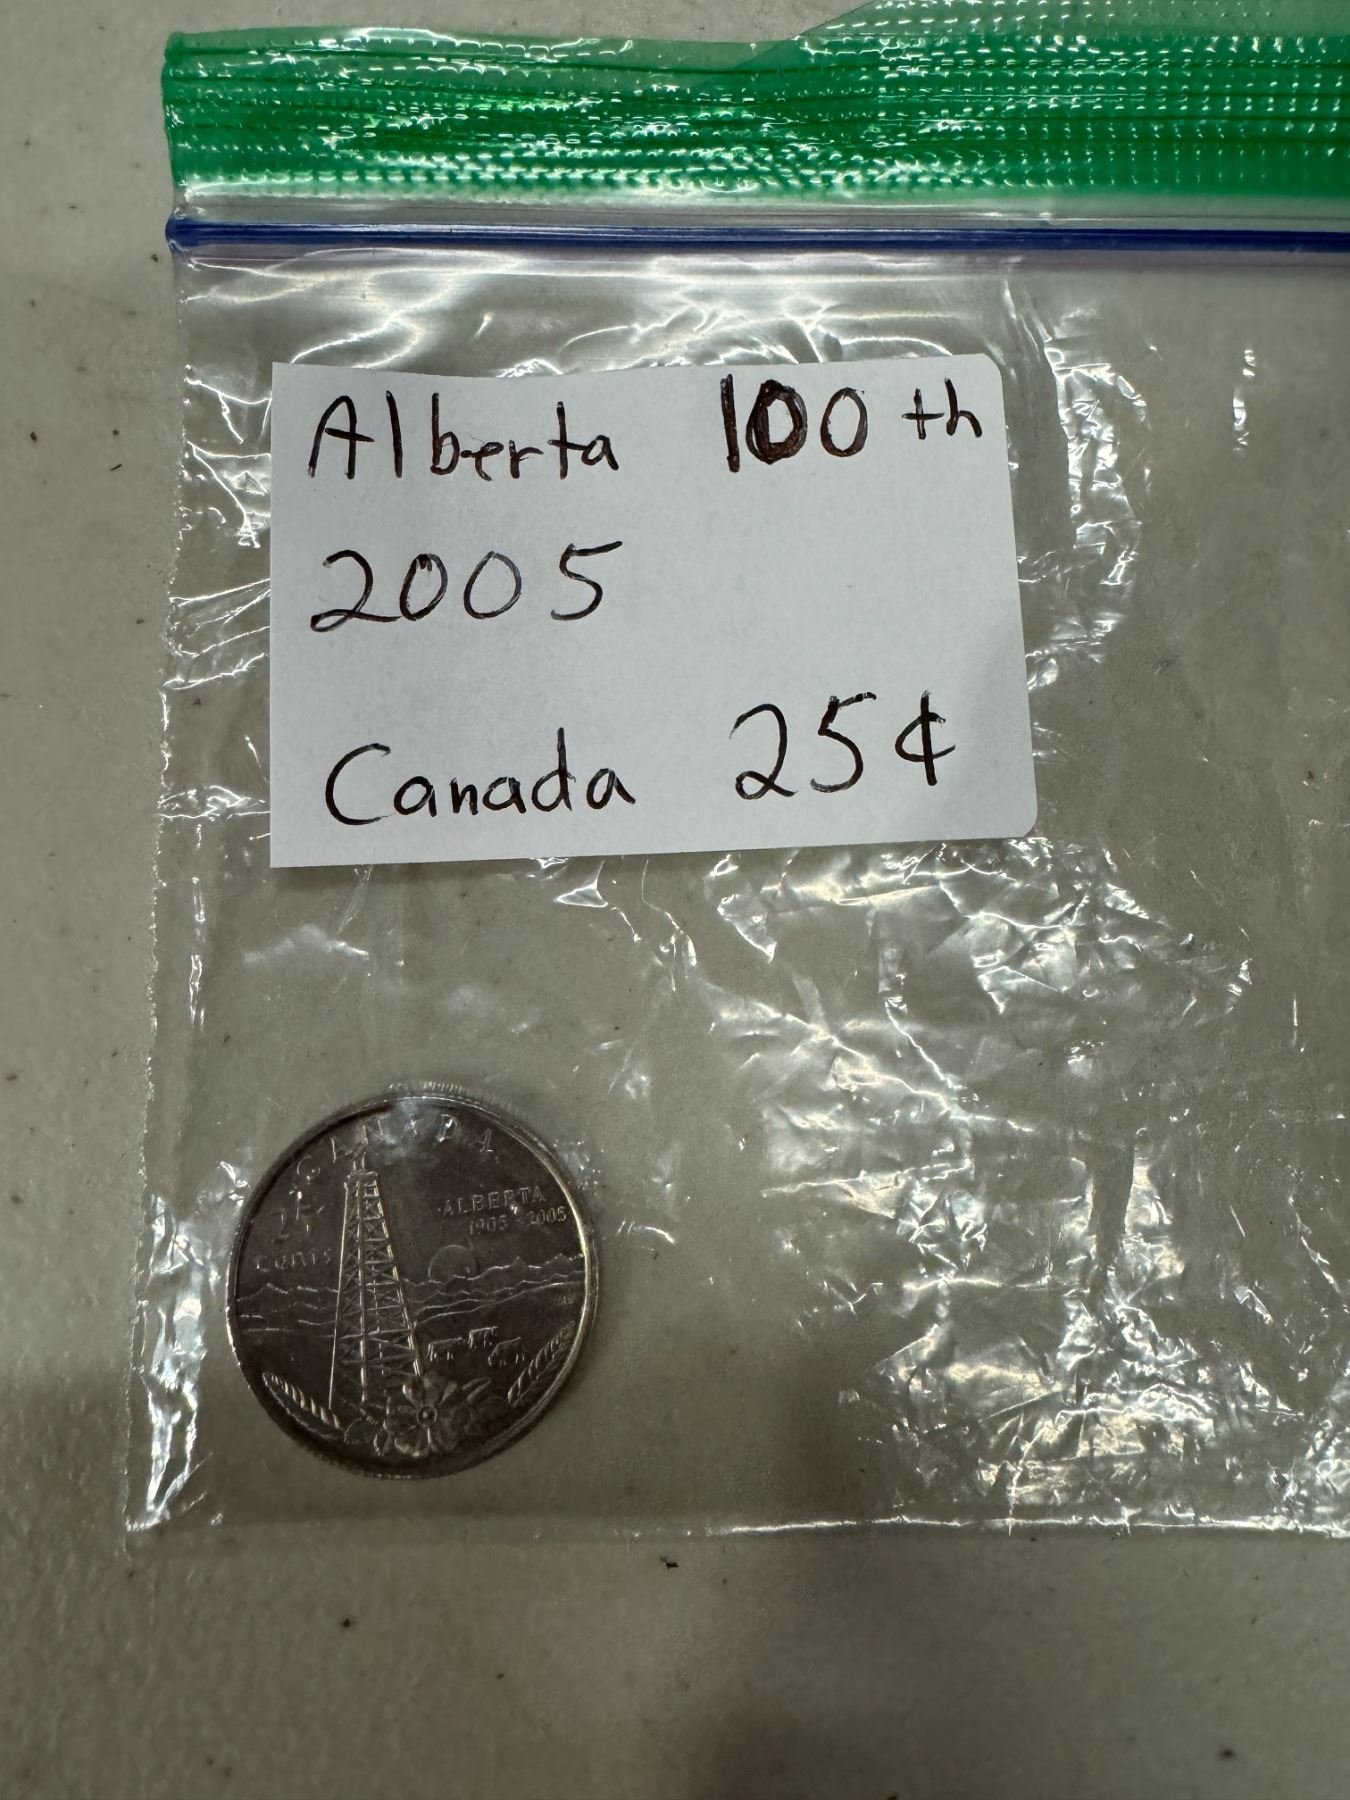 Alberta 100th
2005
Canada 25¢
CANADA
25
cents
ALBERTA
1905 - 2005